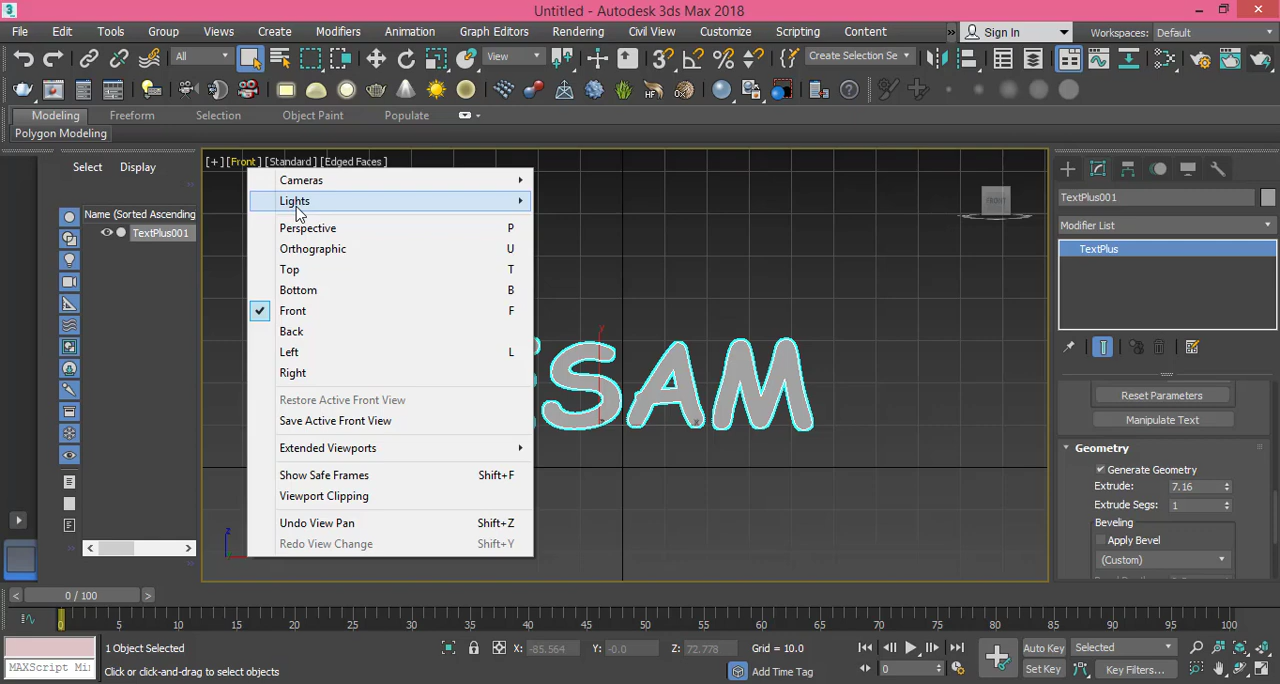 Untitled - Autodesk 3ds Max 2018
File Edit Tools Group Views Create Modifiers Animation Graph Editors Rendering Civil View Customize Scripting Content » Sign In Workspaces: Default
All View Create Selection Se
Modeling Freeform Selection Object Paint Populate
Polygon Modeling
Select Display
Name (Sorted Ascending
TextPlus001
[+] [Front] [Standard] [Edged Faces]
Cameras
Lights
Perspective P
Orthographic U
Top T
Bottom B
Front F
Back
Left L
Right
Restore Active Front View
Save Active Front View
Extended Viewports
Show Safe Frames Shift+F
Viewport Clipping
Undo View Pan Shift+Z
Redo View Change Shift+Y
SAM
y
x
z
FRONT
TextPlus001
Modifier List
TextPlus
Reset Parameters
Manipulate Text
Geometry
Generate Geometry
Extrude: 7.16
Extrude Segs: 1
Beveling
Apply Bevel
(Custom)
< 0 / 100 >
0 5 10 15 20 25 30 35 40 45 50 55 60 65 70 75 80 85 90 95 100
MAXScript Mi:
1 Object Selected
Click or click-and-drag to select objects
X: -85.564 Y: -0.0 Z: 72.778 Grid = 10.0
Add Time Tag
0
Auto Key Selected
Set Key Key Filters...